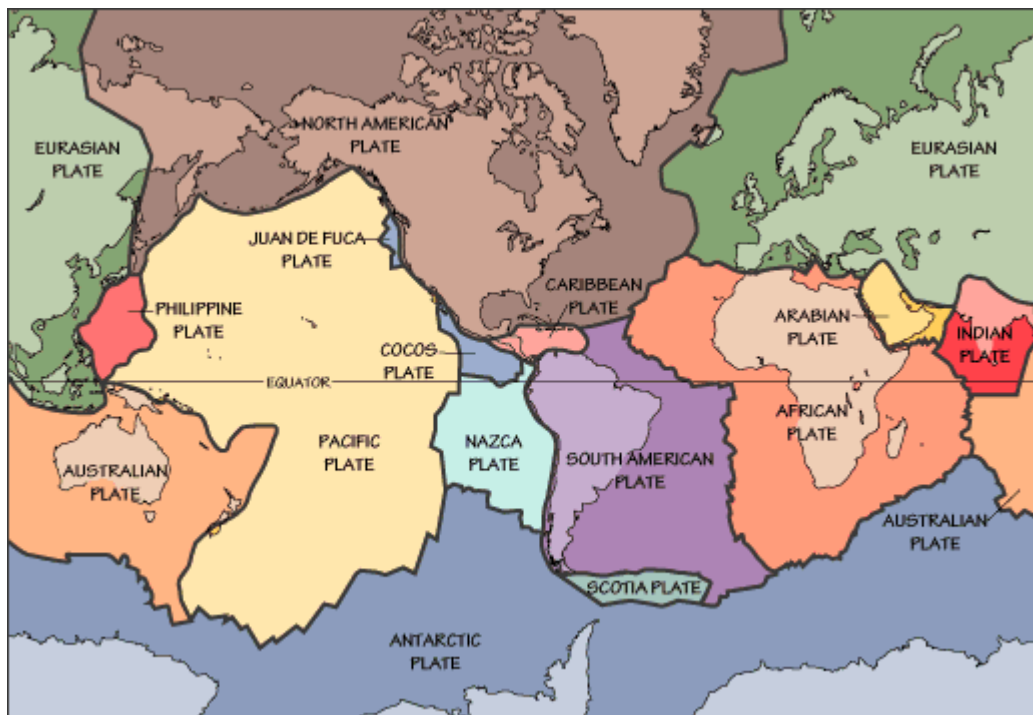 NORTH AMERICAN
PLATE
EURASIAN
PLATE
EURASIAN
PLATE
JUAN DE FUCA
PLATE
CARIBBEAN
PLATE
PHILIPPINE
PLATE
ARABIAN
PLATE
INDIAN
PLATE
COCOS
PLATE
EQUATOR
AFRICAN
PLATE
PACIFIC
PLATE
NAZCA
PLATE
SOUTH AMERICAN
PLATE
AUSTRALIAN
PLATE
AUSTRALIAN
PLATE
SCOTIA PLATE
ANTARCTIC
PLATE